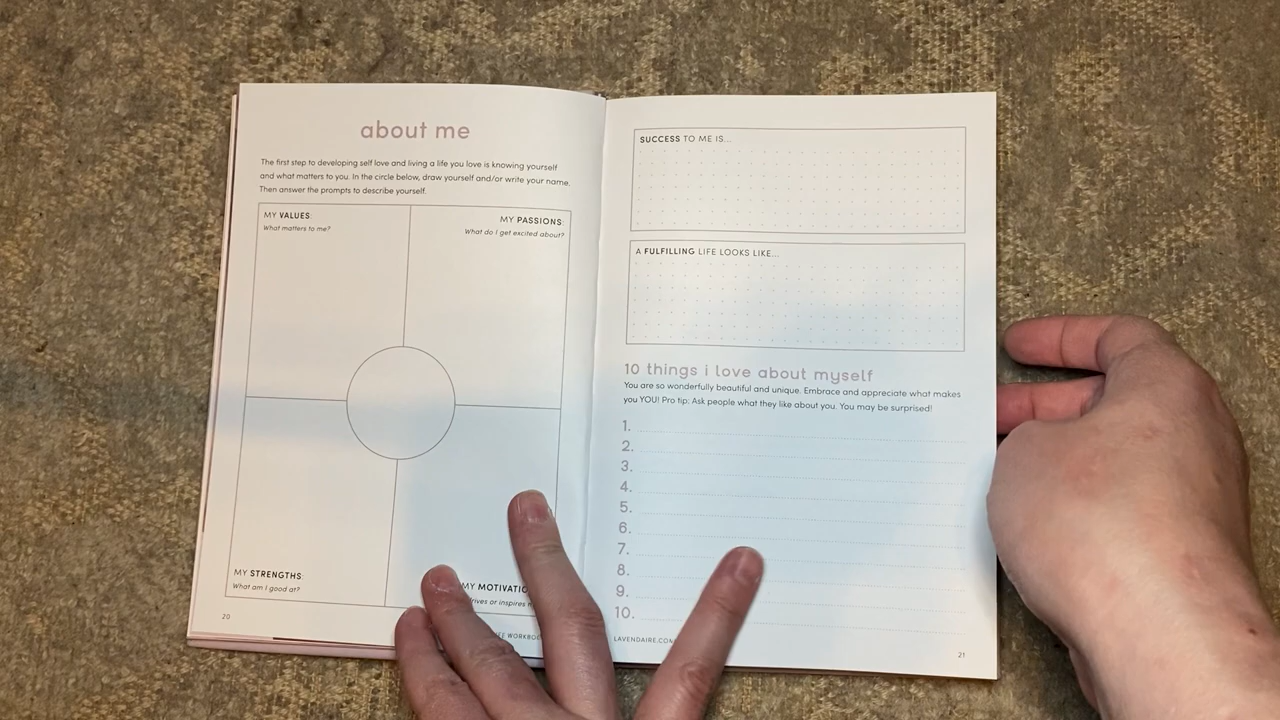 about me
The first step to developing self love and living a life you love is knowing yourself
and what matters to you. In the circle below, draw yourself and/or write your name.
Then answer the prompts to describe yourself.
MY VALUES:
What matters to me?
MY PASSIONS:
What do I get excited about?
MY STRENGTHS:
What am I good at?
MY
or inspires
20
SUCCESS TO ME IS...
A FULFILLING LIFE LOOKS LIKE...
10 things i love about myself
You are so wonderfully beautiful and unique. Embrace and appreciate what makes
you YOU! Pro tip: Ask people what they like about you. You may be surprised!
1.
2.
3.
4.
5.
6.
7.
8.
9.
10.
21